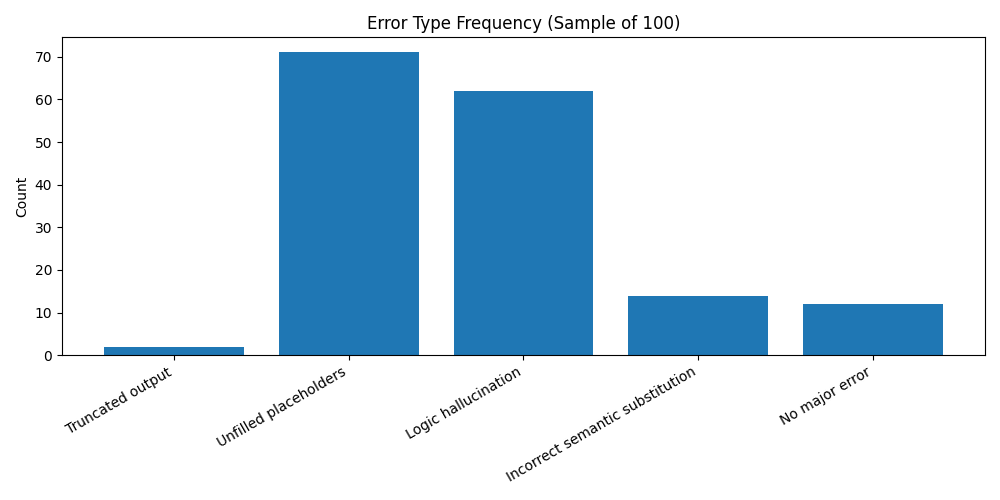 Error Type Frequency (Sample of 100)
Count
70
60
50
40
30
20
10
0
Truncated output
Unfilled placeholders
Logic hallucination
Incorrect semantic substitution
No major error